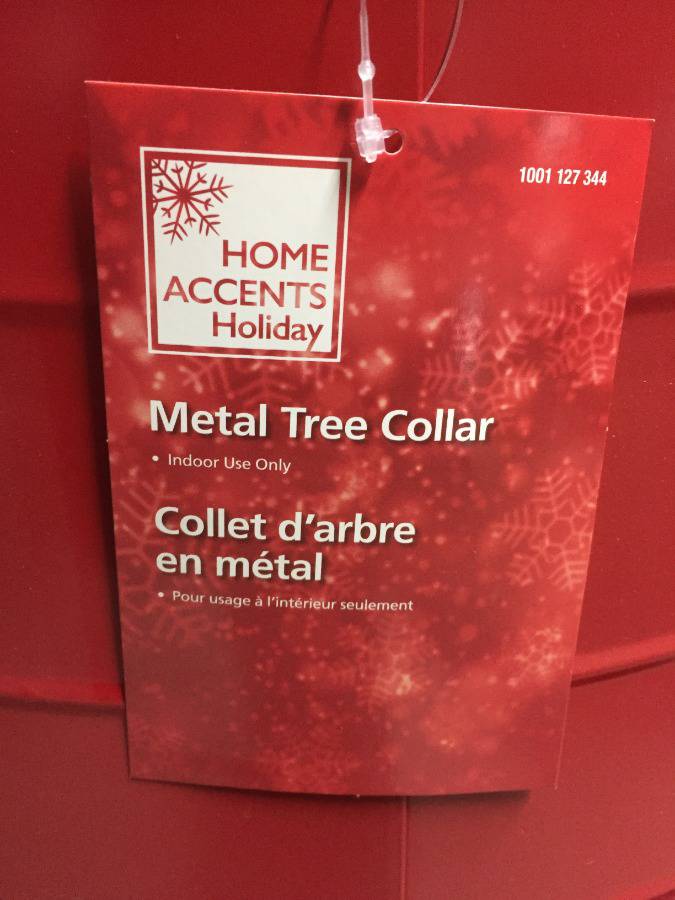 1001 127 344
HOME
ACCENTS
Holiday
Metal Tree Collar
• Indoor Use Only
Collet d'arbre
en métal
• Pour usage à l'intérieur seulement